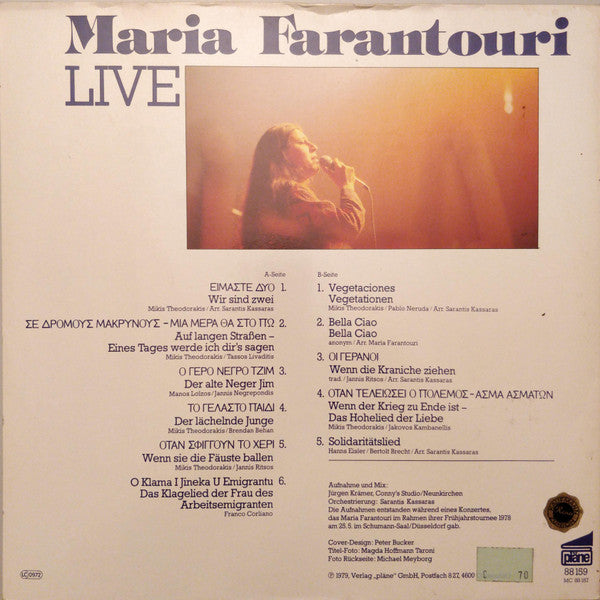 Maria Farantouri
LIVE
A-Seite
ΕΙΜΑΣΤΕ ΔΥΟ 1.
Wir sind zwei
Mikis Theodorakis / Arr. Sarantis Kassaras
ΣΕ ΔΡΟΜΟΥΣ ΜΑΚΡΥΝΟΥΣ – ΜΙΑ ΜΕΡΑ ΘΑ ΣΤΟ ΠΩ 2.
Auf langen Straßen –
Eines Tages werde ich dir's sagen
Mikis Theodorakis / Tassos Livaditis
Ο ΓΕΡΟ ΝΕΓΡΟ ΤΖΙΜ 3.
Der alte Neger Jim
Manos Loizos / Jannis Negrepondis
ΤΟ ΓΕΛΑΣΤΟ ΠΑΙΔΙ 4.
Der lächelnde Junge
Mikis Theodorakis / Brendan Behan
ΟΤΑΝ ΣΦΙΓΓΟΥΝ ΤΟ ΧΕΡΙ 5.
Wenn sie die Fäuste ballen
Mikis Theodorakis / Jannis Ritsos
O Klama I Jineka U Emigrantu 6.
Das Klagelied der Frau des
Arbeitsemigranten
Franco Corliano
B-Seite
1. Vegetaciones
Vegetationen
Mikis Theodorakis / Pablo Neruda / Arr. Sarantis Kassaras
2. Bella Ciao
Bella Ciao
anonym / Arr. Maria Farantouri
3. ΟΙ ΓΕΡΑΝΟΙ
Wenn die Kraniche ziehen
trad. / Jannis Ritsos / Arr. Sarantis Kassaras
4. ΟΤΑΝ ΤΕΛΕΙΩΣΕΙ Ο ΠΟΛΕΜΟΣ – ΑΣΜΑ ΑΣΜΑΤΩΝ
Wenn der Krieg zu Ende ist –
Das Hohelied der Liebe
Mikis Theodorakis / Jakovos Kambanellis
5. Solidaritätslied
Hanns Eisler / Bertolt Brecht / Arr. Sarantis Kassaras
Aufnahme und Mix:
Jürgen Krämer, Conny's Studio/Neunkirchen
Orchestrierung: Sarantis Kassaras
Die Aufnahmen entstanden während eines Konzertes,
das Maria Farantouri im Rahmen ihrer Frühjahrstournee 1978
am 25. 5. im Schumann-Saal/Düsseldorf gab.
Cover-Design: Peter Bucker
Titel-Foto: Magda Hoffmann Taroni
Foto Rückseite: Michael Meyborg
℗ 1979, Verlag „pläne" GmbH, Postfach 8 27, 4600
70
LC 0972
pläne
88 159
MC 88 157